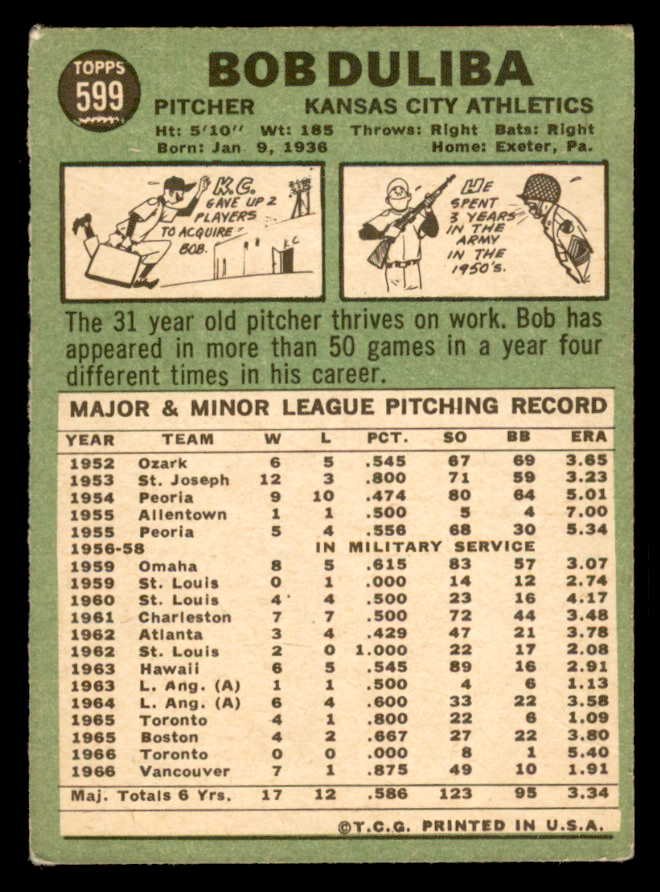 TOPPS
599
BOB DULIBA
PITCHER KANSAS CITY ATHLETICS
Ht: 5'10" Wt: 185 Throws: Right Bats: Right
Born: Jan 9, 1936 Home: Exeter, Pa.
K.C.
GAVE UP 2
PLAYERS
TO ACQUIRE
BOB.
K C
HE
SPENT
3 YEARS
IN THE
ARMY
IN THE
1950'S.
The 31 year old pitcher thrives on work. Bob has
appeared in more than 50 games in a year four
different times in his career.
MAJOR & MINOR LEAGUE PITCHING RECORD
YEAR TEAM W L PCT. SO BB ERA
1952 Ozark 6 5 .545 67 69 3.65
1953 St. Joseph 12 3 .800 71 59 3.23
1954 Peoria 9 10 .474 80 64 5.01
1955 Allentown 1 1 .500 5 4 7.00
1955 Peoria 5 4 .556 68 30 5.34
1956-58 IN MILITARY SERVICE
1959 Omaha 8 5 .615 83 57 3.07
1959 St. Louis 0 1 .000 14 12 2.74
1960 St. Louis 4 4 .500 23 16 4.17
1961 Charleston 7 7 .500 72 44 3.48
1962 Atlanta 3 4 .429 47 21 3.78
1962 St. Louis 2 0 1.000 22 17 2.08
1963 Hawaii 6 5 .545 89 16 2.91
1963 L. Ang. (A) 1 1 .500 4 6 1.13
1964 L. Ang. (A) 6 4 .600 33 22 3.58
1965 Toronto 4 1 .800 22 6 1.09
1965 Boston 4 2 .667 27 22 3.80
1966 Toronto 0 0 .000 8 1 5.40
1966 Vancouver 7 1 .875 49 10 1.91
Maj. Totals 6 Yrs. 17 12 .586 123 95 3.34
©T.C.G. PRINTED IN U.S.A.